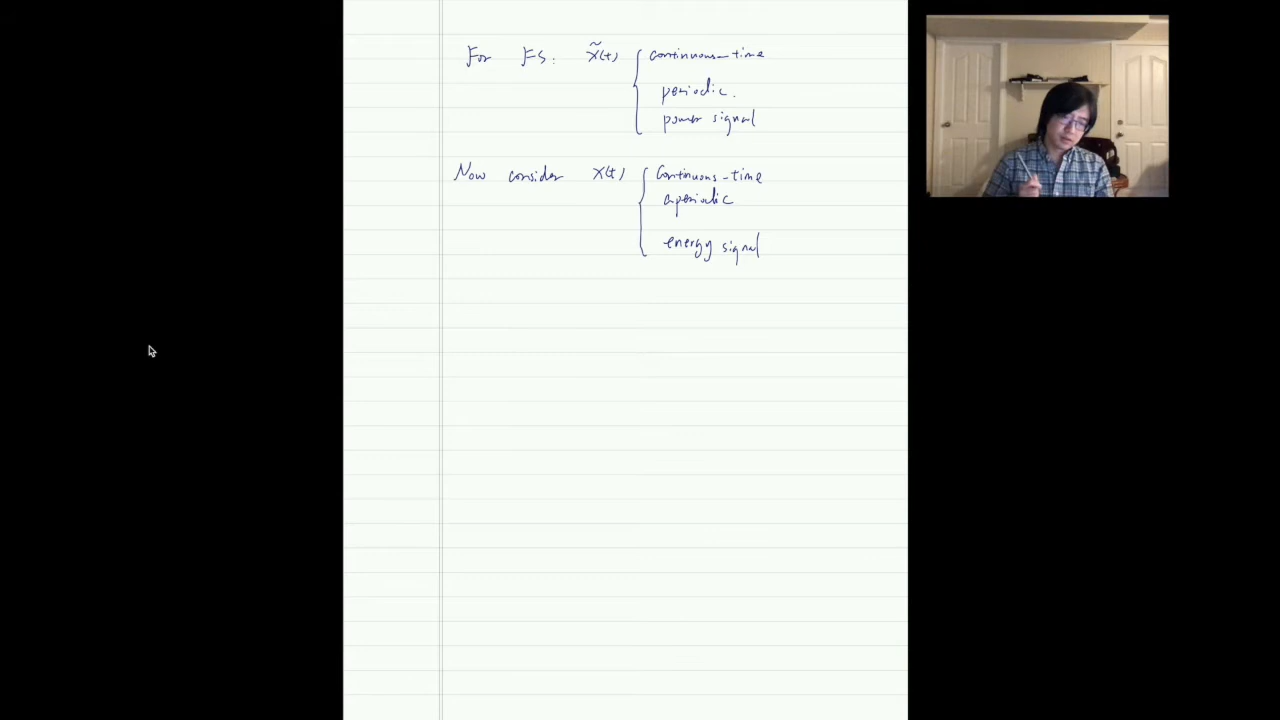 For FS: x̃(t) { continuous-time
periodic.
power signal
Now consider x(t) { Continuous-time
aperiodic
energy signal